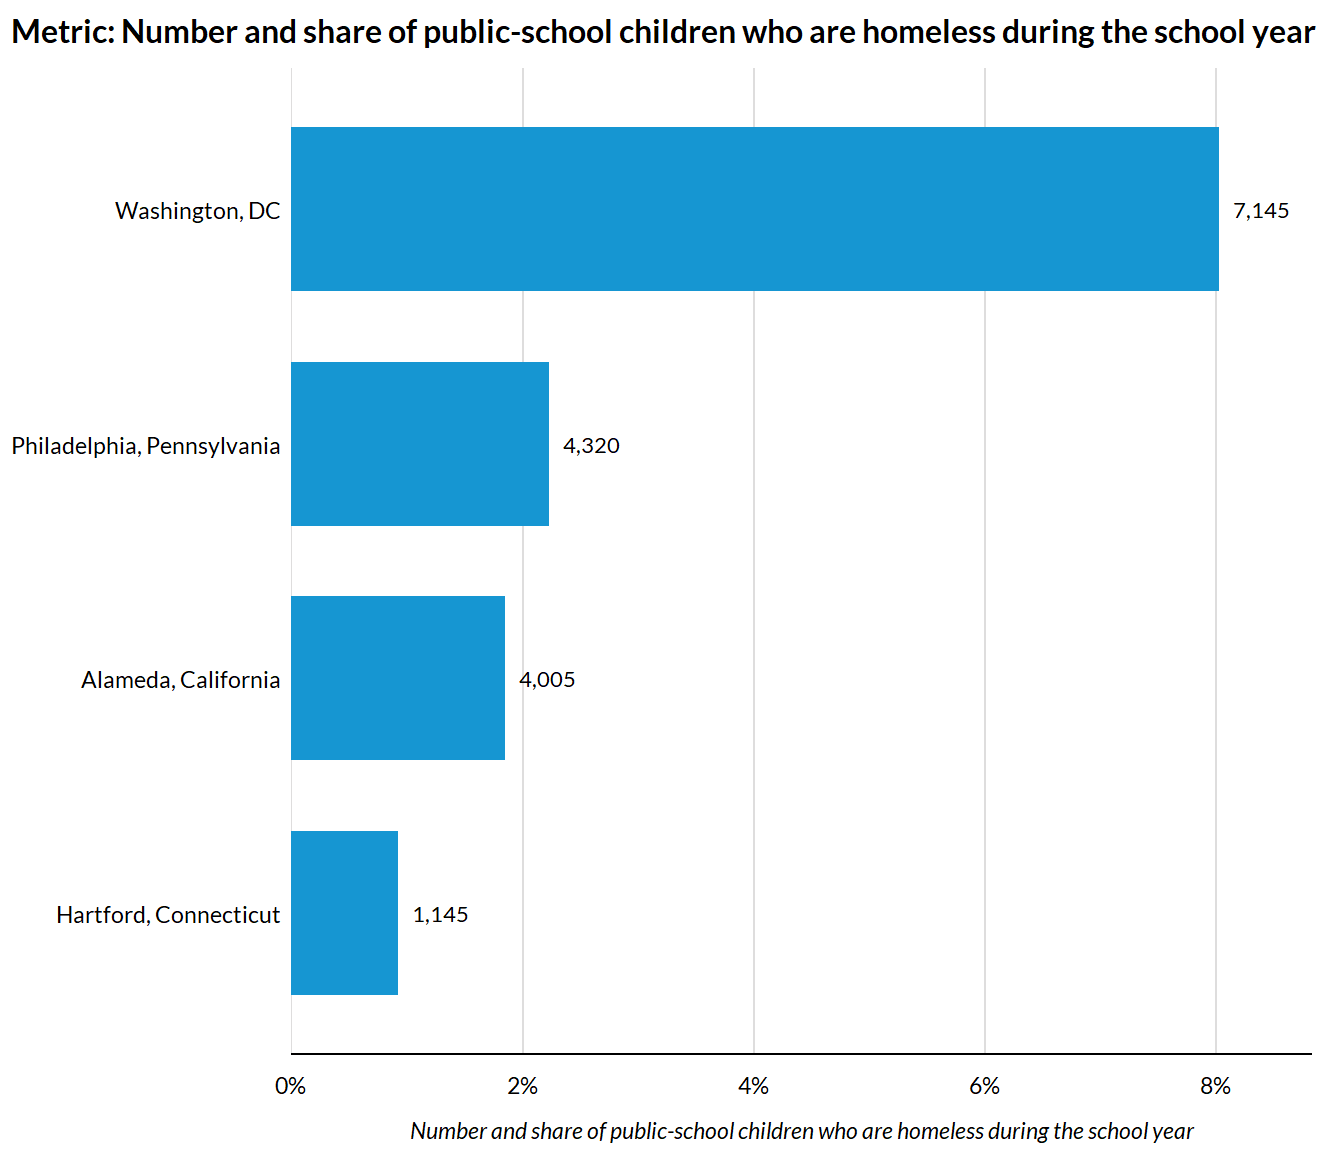 Metric: Number and share of public-school children who are homeless during the school year
Washington, DC
7,145
Philadelphia, Pennsylvania
4,320
Alameda, California
4,005
Hartford, Connecticut
1,145
0% 2% 4% 6% 8%
Number and share of public-school children who are homeless during the school year